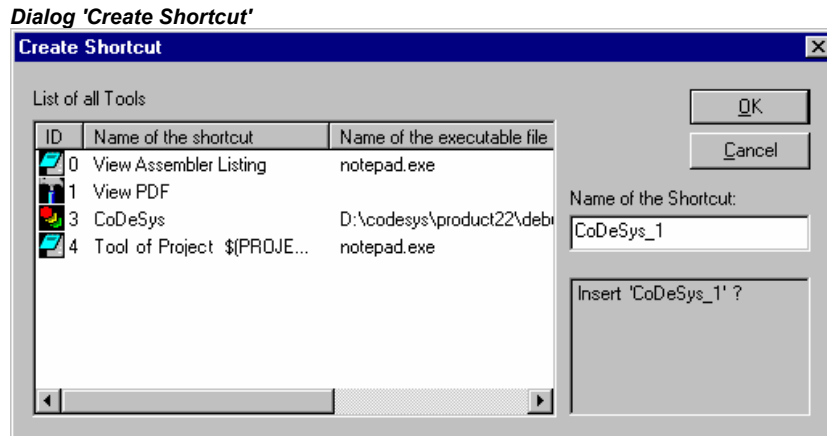 Dialog 'Create Shortcut'
Create Shortcut
List of all Tools
OK
Cancel
ID Name of the shortcut Name of the executable file
0 View Assembler Listing notepad.exe
1 View PDF
3 CoDeSys D:\codesys\product22\debu
4 Tool of Project $(PROJE... notepad.exe
Name of the Shortcut:
CoDeSys_1
Insert 'CoDeSys_1' ?